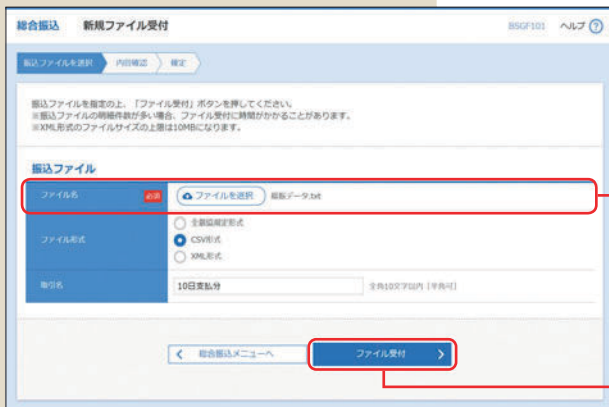 総合振込 新規ファイル受付 BSGF101 ヘルプ ?
振込ファイルを選択 内容確認 確定
振込ファイルを指定の上、「ファイル受付」ボタンを押してください。
※振込ファイルの明細件数が多い場合、ファイル受付に時間がかかることがあります。
※XML形式のファイルサイズの上限は10MBになります。
振込ファイル
ファイル名 必須 ファイルを選択 総振データ.txt
ファイル形式
全銀協規定形式
CSV形式
XML形式
取引名 10日支払分 全角10文字以内 [半角可]
総合振込メニューへ ファイル受付